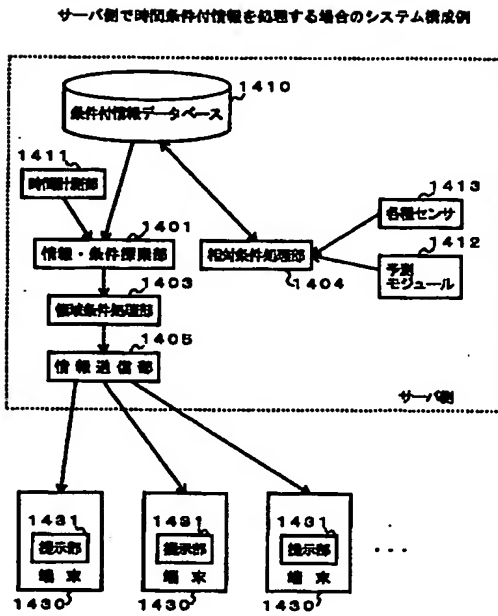 サーバ側で時間条件付情報を処理する場合のシステム構成例
1410
条件付情報データベース
1411
時間計測部
1413
各種センサ
1401
情報・条件探索部
相対条件処理部
1404
1412
予測
モジュール
1403
領域条件処理部
1405
情報送信部
サーバ側
1431
提示部
端末
1430
1431
提示部
端末
1430
1431
提示部
端末
1430
・・・